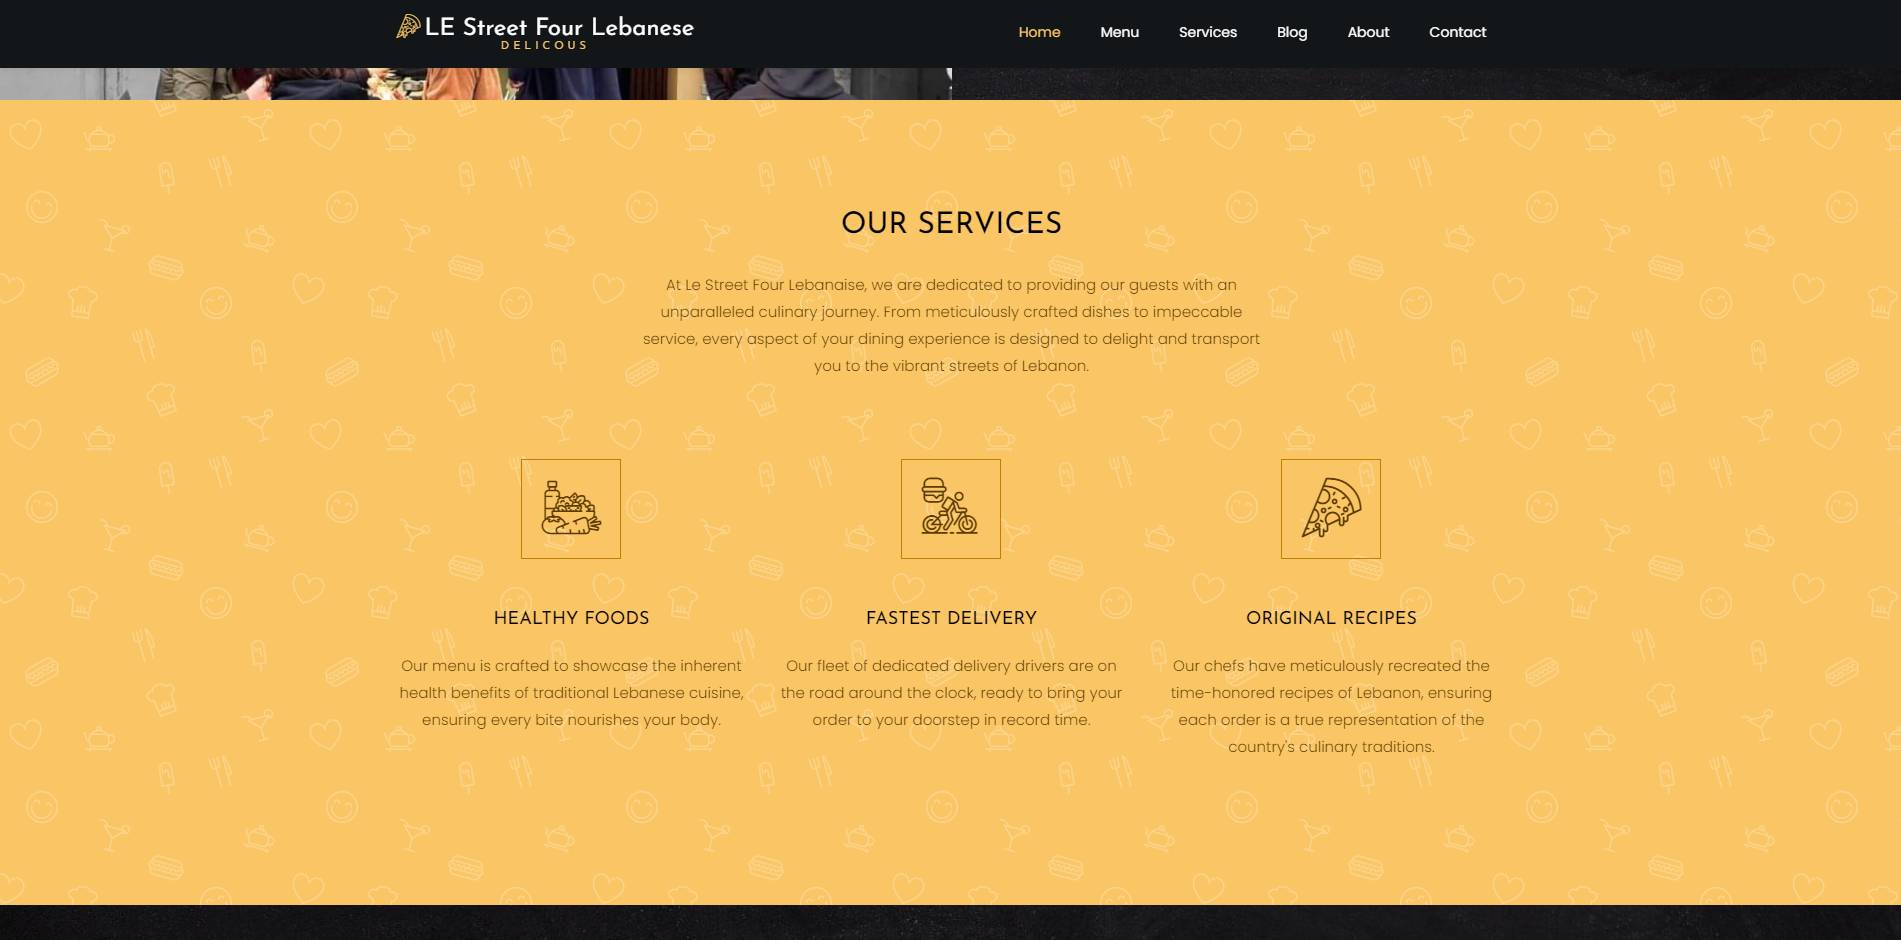 LE Street Four Lebanese
DELICOUS
Home Menu Services Blog About Contact
OUR SERVICES
At Le Street Four Lebanaise, we are dedicated to providing our guests with an
unparalleled culinary journey. From meticulously crafted dishes to impeccable
service, every aspect of your dining experience is designed to delight and transport
you to the vibrant streets of Lebanon.
HEALTHY FOODS
Our menu is crafted to showcase the inherent
health benefits of traditional Lebanese cuisine,
ensuring every bite nourishes your body.
FASTEST DELIVERY
Our fleet of dedicated delivery drivers are on
the road around the clock, ready to bring your
order to your doorstep in record time.
ORIGINAL RECIPES
Our chefs have meticulously recreated the
time-honored recipes of Lebanon, ensuring
each order is a true representation of the
country's culinary traditions.